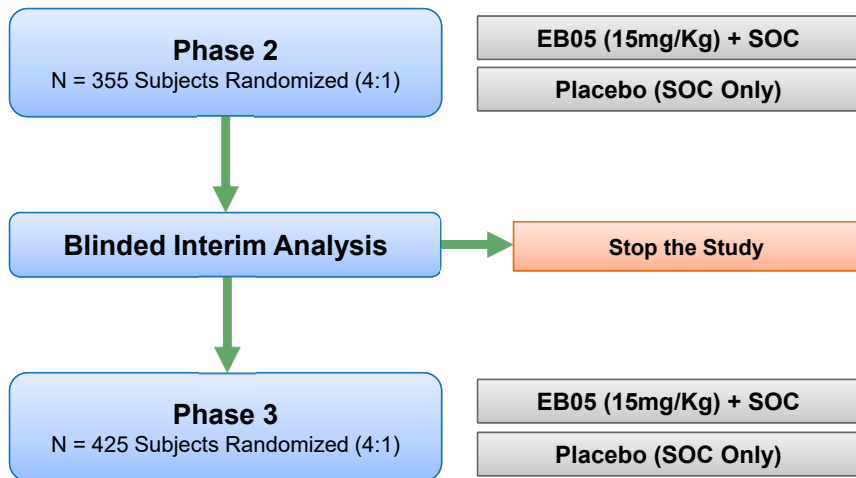 Phase 2
N = 355 Subjects Randomized (4:1)
EB05 (15mg/Kg) + SOC
Placebo (SOC Only)
Blinded Interim Analysis
Stop the Study
Phase 3
N = 425 Subjects Randomized (4:1)
EB05 (15mg/Kg) + SOC
Placebo (SOC Only)